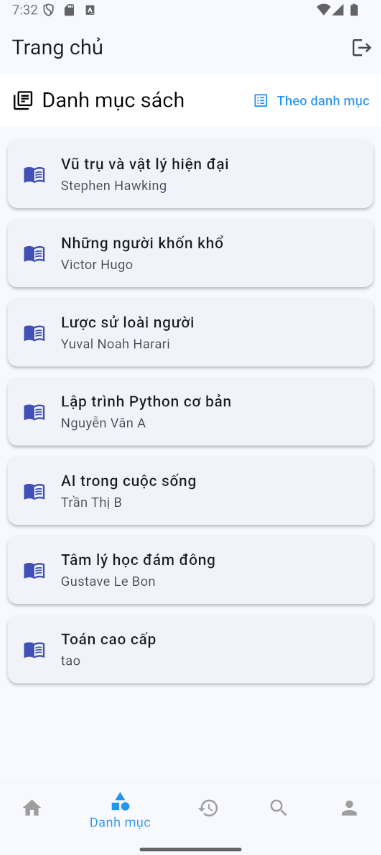 7:32
Trang chủ
Danh mục sách
Theo danh mục
Vũ trụ và vật lý hiện đại
Stephen Hawking
Những người khốn khổ
Victor Hugo
Lược sử loài người
Yuval Noah Harari
Lập trình Python cơ bản
Nguyễn Văn A
AI trong cuộc sống
Trần Thị B
Tâm lý học đám đông
Gustave Le Bon
Toán cao cấp
tao
Danh mục